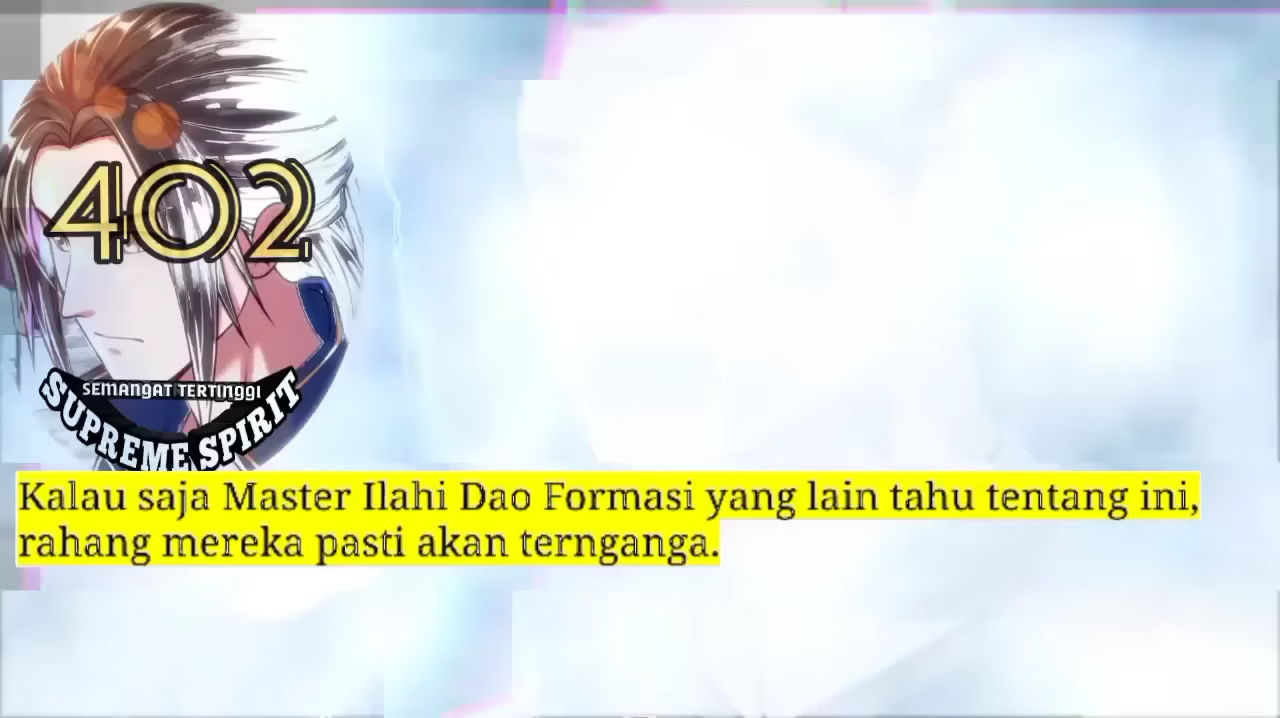 402
SEMANGAT TERTINGGI
SUPREME SPIRIT
Kalau saja Master Ilahi Dao Formasi yang lain tahu tentang ini,
rahang mereka pasti akan ternganga.